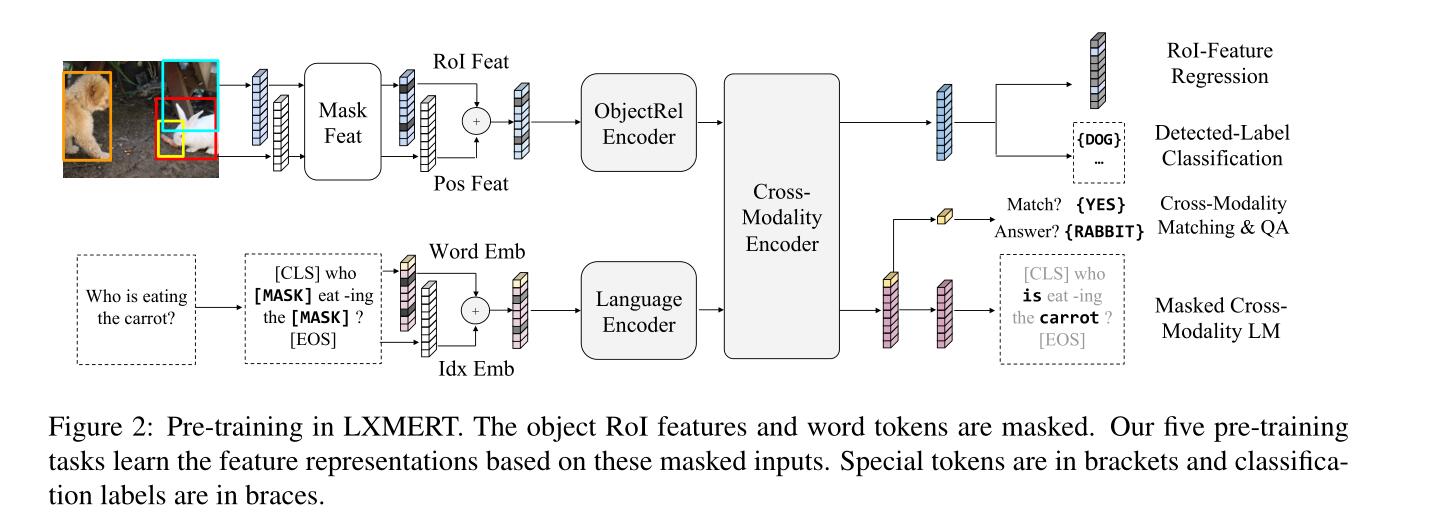 RoI Feat
Mask
Feat
Pos Feat
ObjectRel
Encoder
Cross-
Modality
Encoder
RoI-Feature
Regression
{DOG}
…
Detected-Label
Classification
Match? {YES}
Answer? {RABBIT}
Cross-Modality
Matching & QA
Who is eating
the carrot?
[CLS] who
[MASK] eat -ing
the [MASK] ?
[EOS]
Word Emb
Idx Emb
Language
Encoder
[CLS] who
is eat -ing
the carrot ?
[EOS]
Masked Cross-
Modality LM
+
+
Figure 2: Pre-training in LXMERT. The object RoI features and word tokens are masked. Our five pre-training
tasks learn the feature representations based on these masked inputs. Special tokens are in brackets and classifica-
tion labels are in braces.